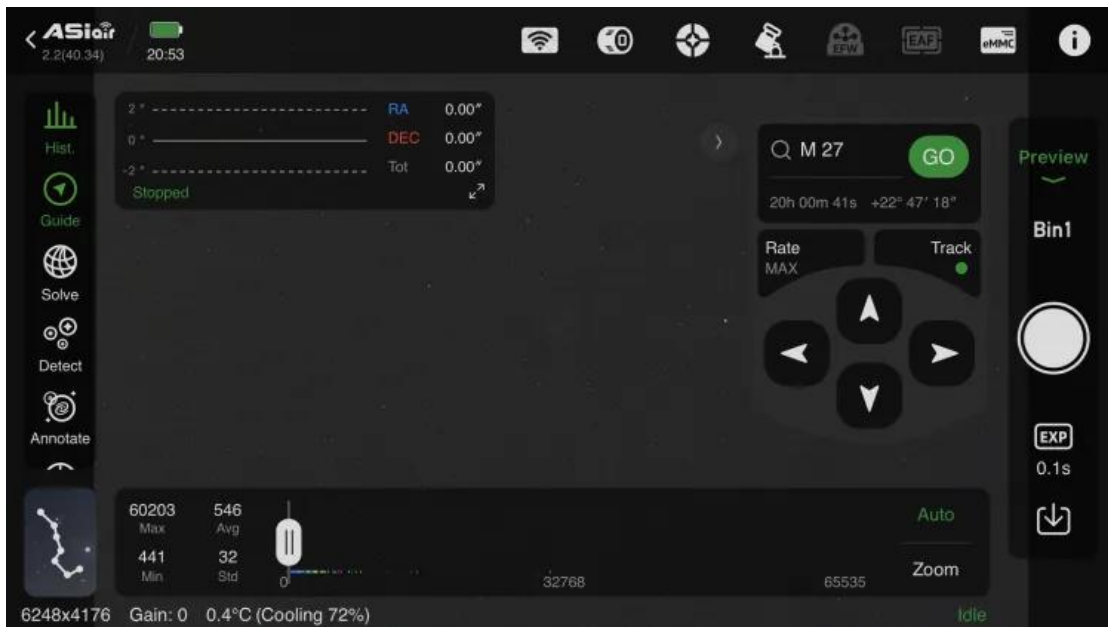 ASiair
2.2(40.34)
20:53
EFW
EAF
eMMC
i
Hist.
Guide
Solve
Detect
Annotate
2"
0"
-2"
RA 0.00"
DEC 0.00"
Tot 0.00"
Stopped
M 27
GO
20h 00m 41s +22° 47' 18"
Rate
MAX
Track
Preview
Bin1
EXP
0.1s
60203
Max
546
Avg
441
Min
32
Std
0
32768
65535
Auto
Zoom
6248x4176 Gain: 0 0.4°C (Cooling 72%)
Idle